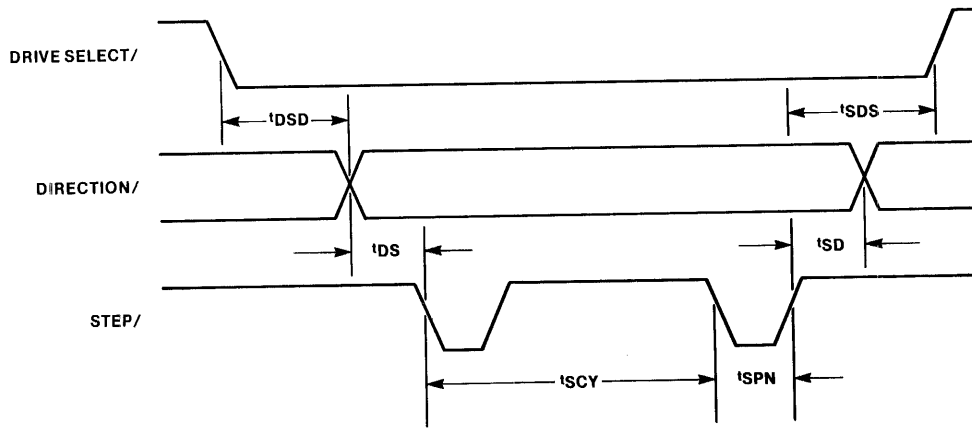 DRIVE SELECT/
tDSD
tSDS
DIRECTION/
tDS
tSD
STEP/
tSCY
tSPN